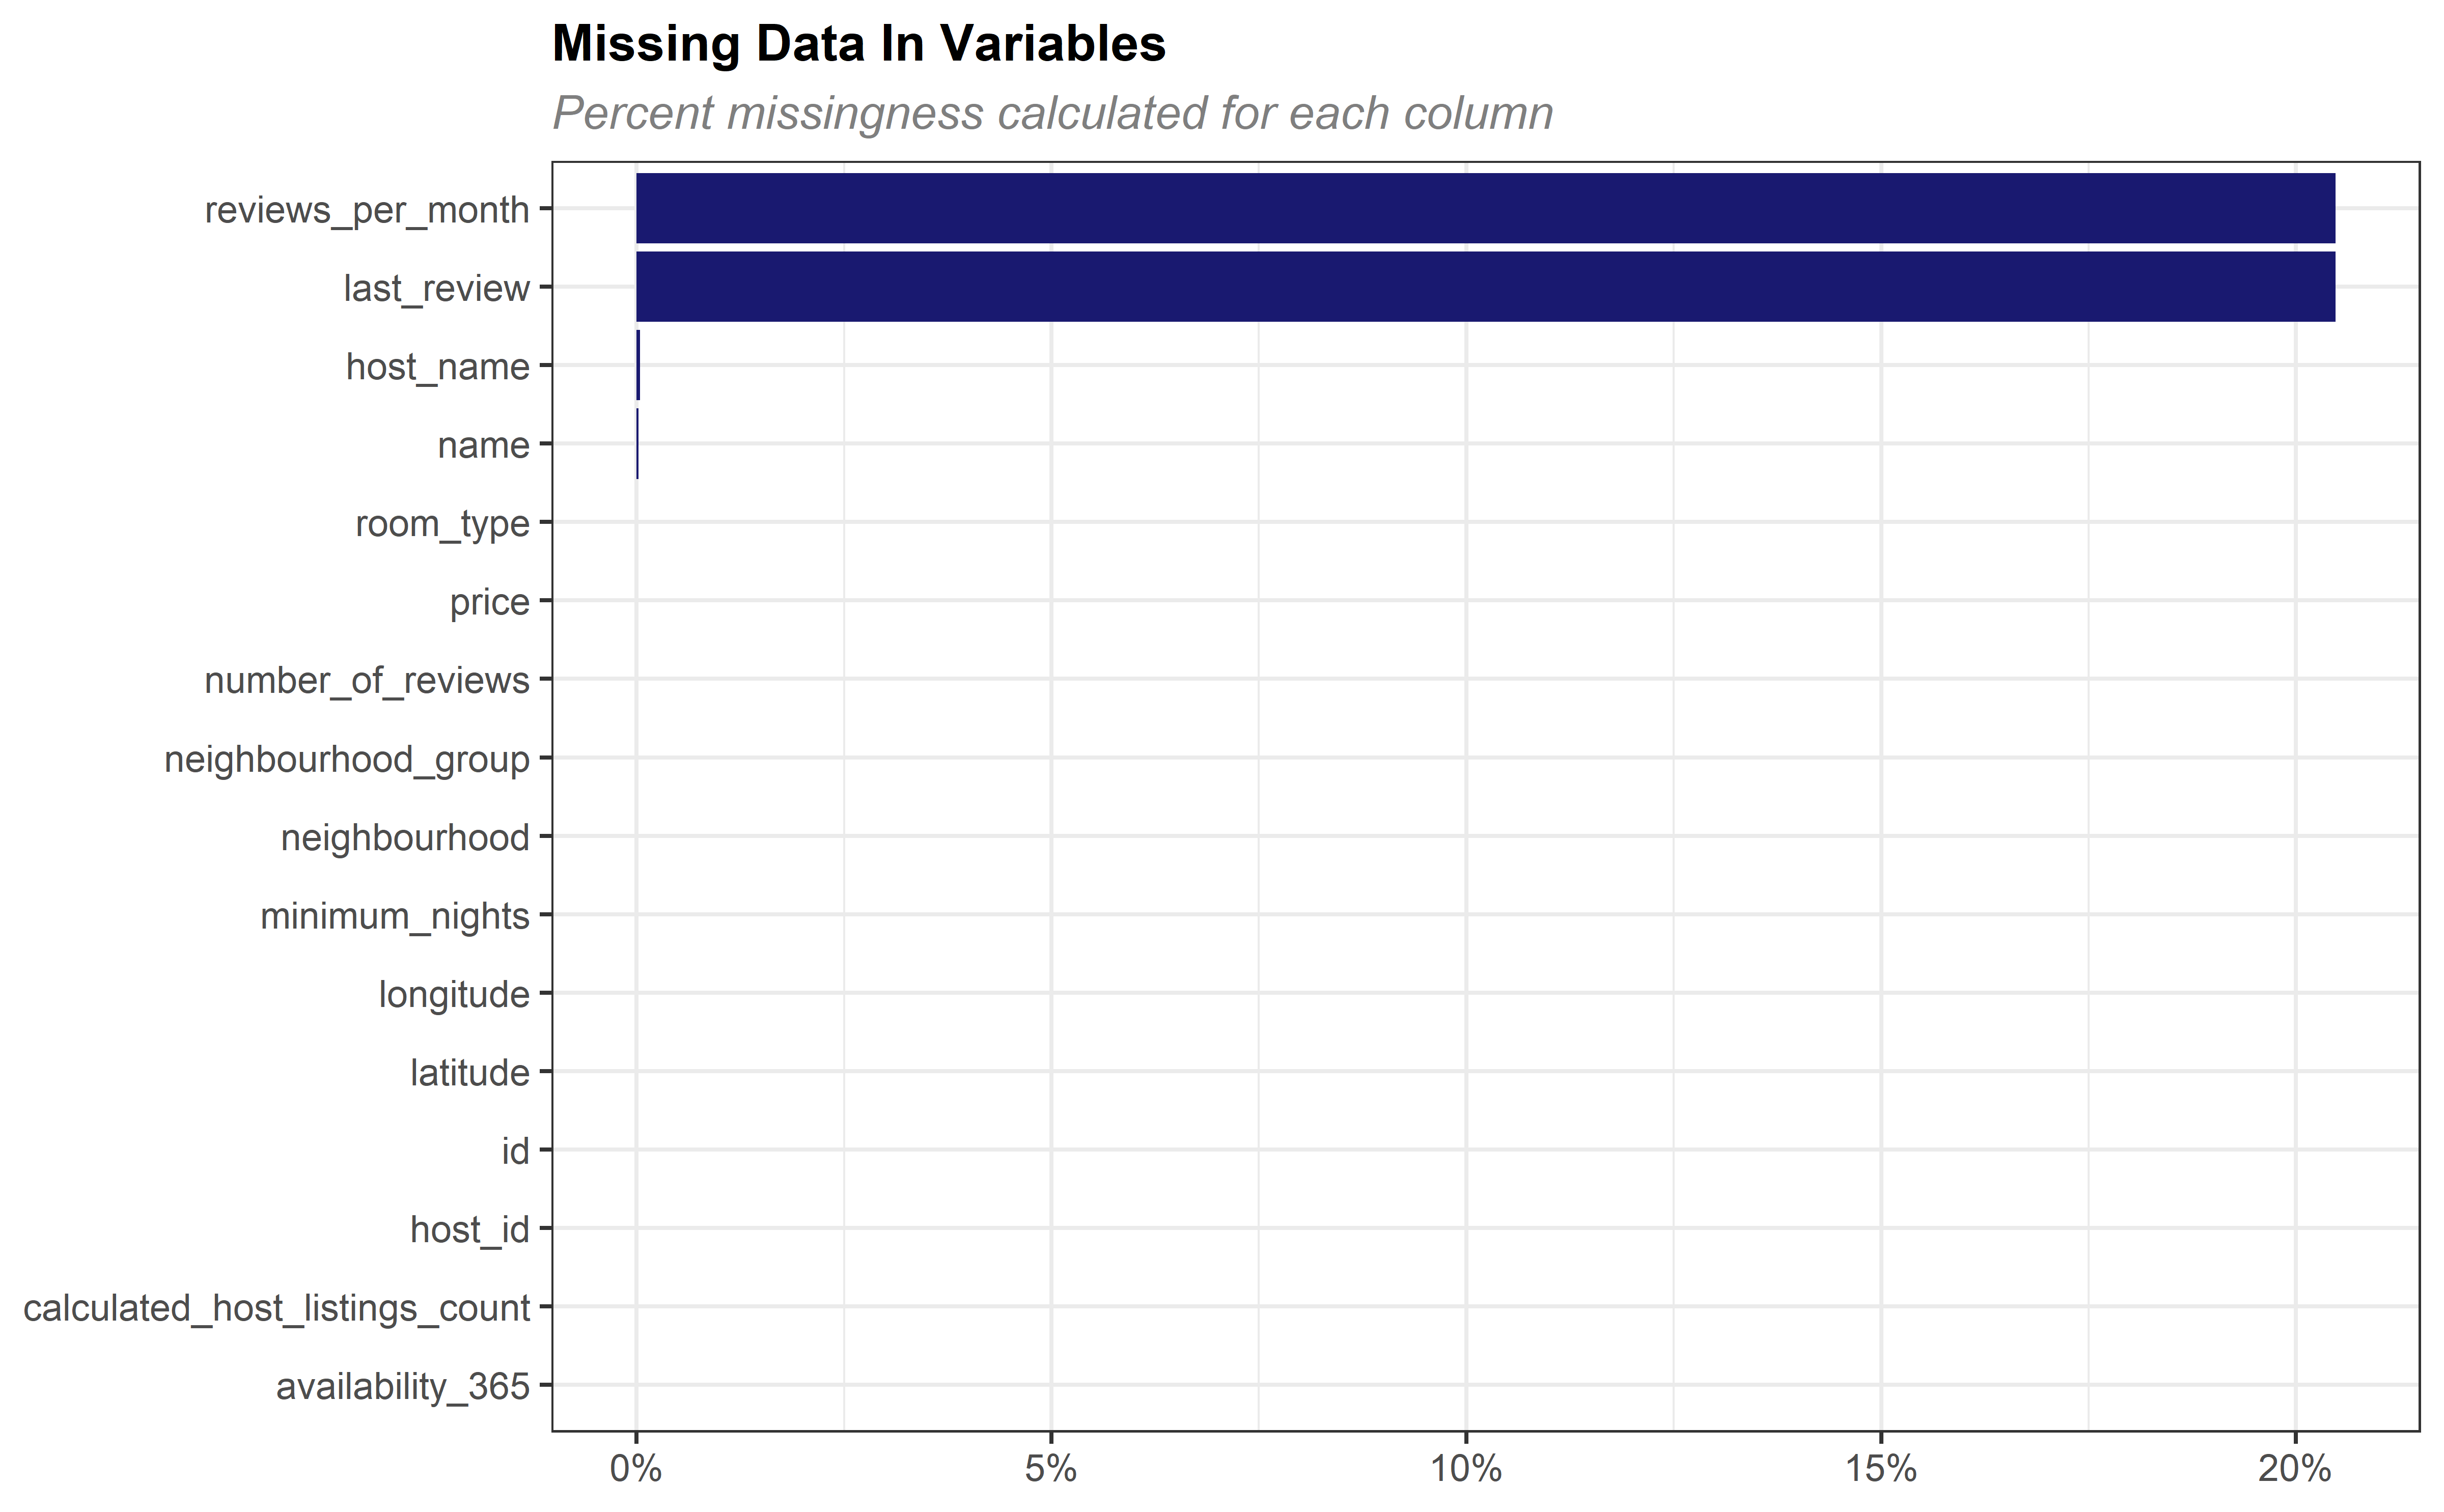 Missing Data In Variables
Percent missingness calculated for each column
reviews_per_month
last_review
host_name
name
room_type
price
number_of_reviews
neighbourhood_group
neighbourhood
minimum_nights
longitude
latitude
id
host_id
calculated_host_listings_count
availability_365
0% 5% 10% 15% 20%